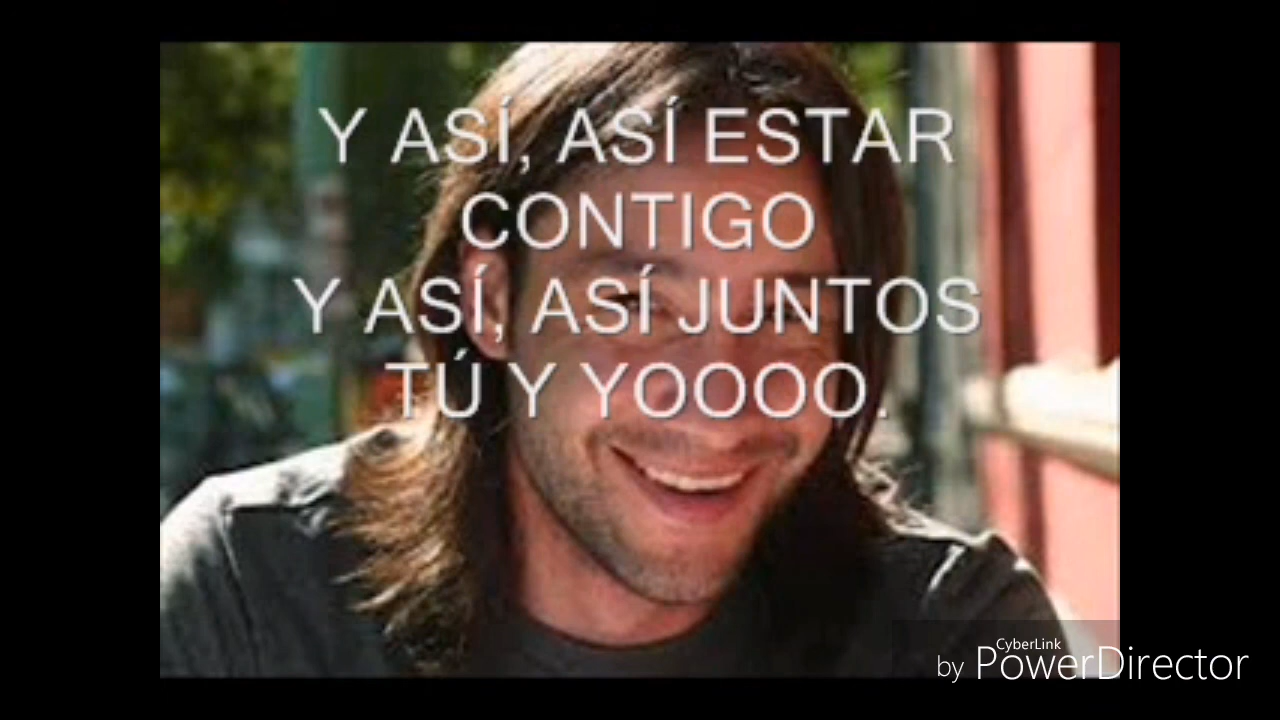 Y ASÍ, ASÍ ESTAR
CONTIGO
Y ASÍ, ASÍ JUNTOS
TÚ Y YOOOO.
CyberLink
by PowerDirector